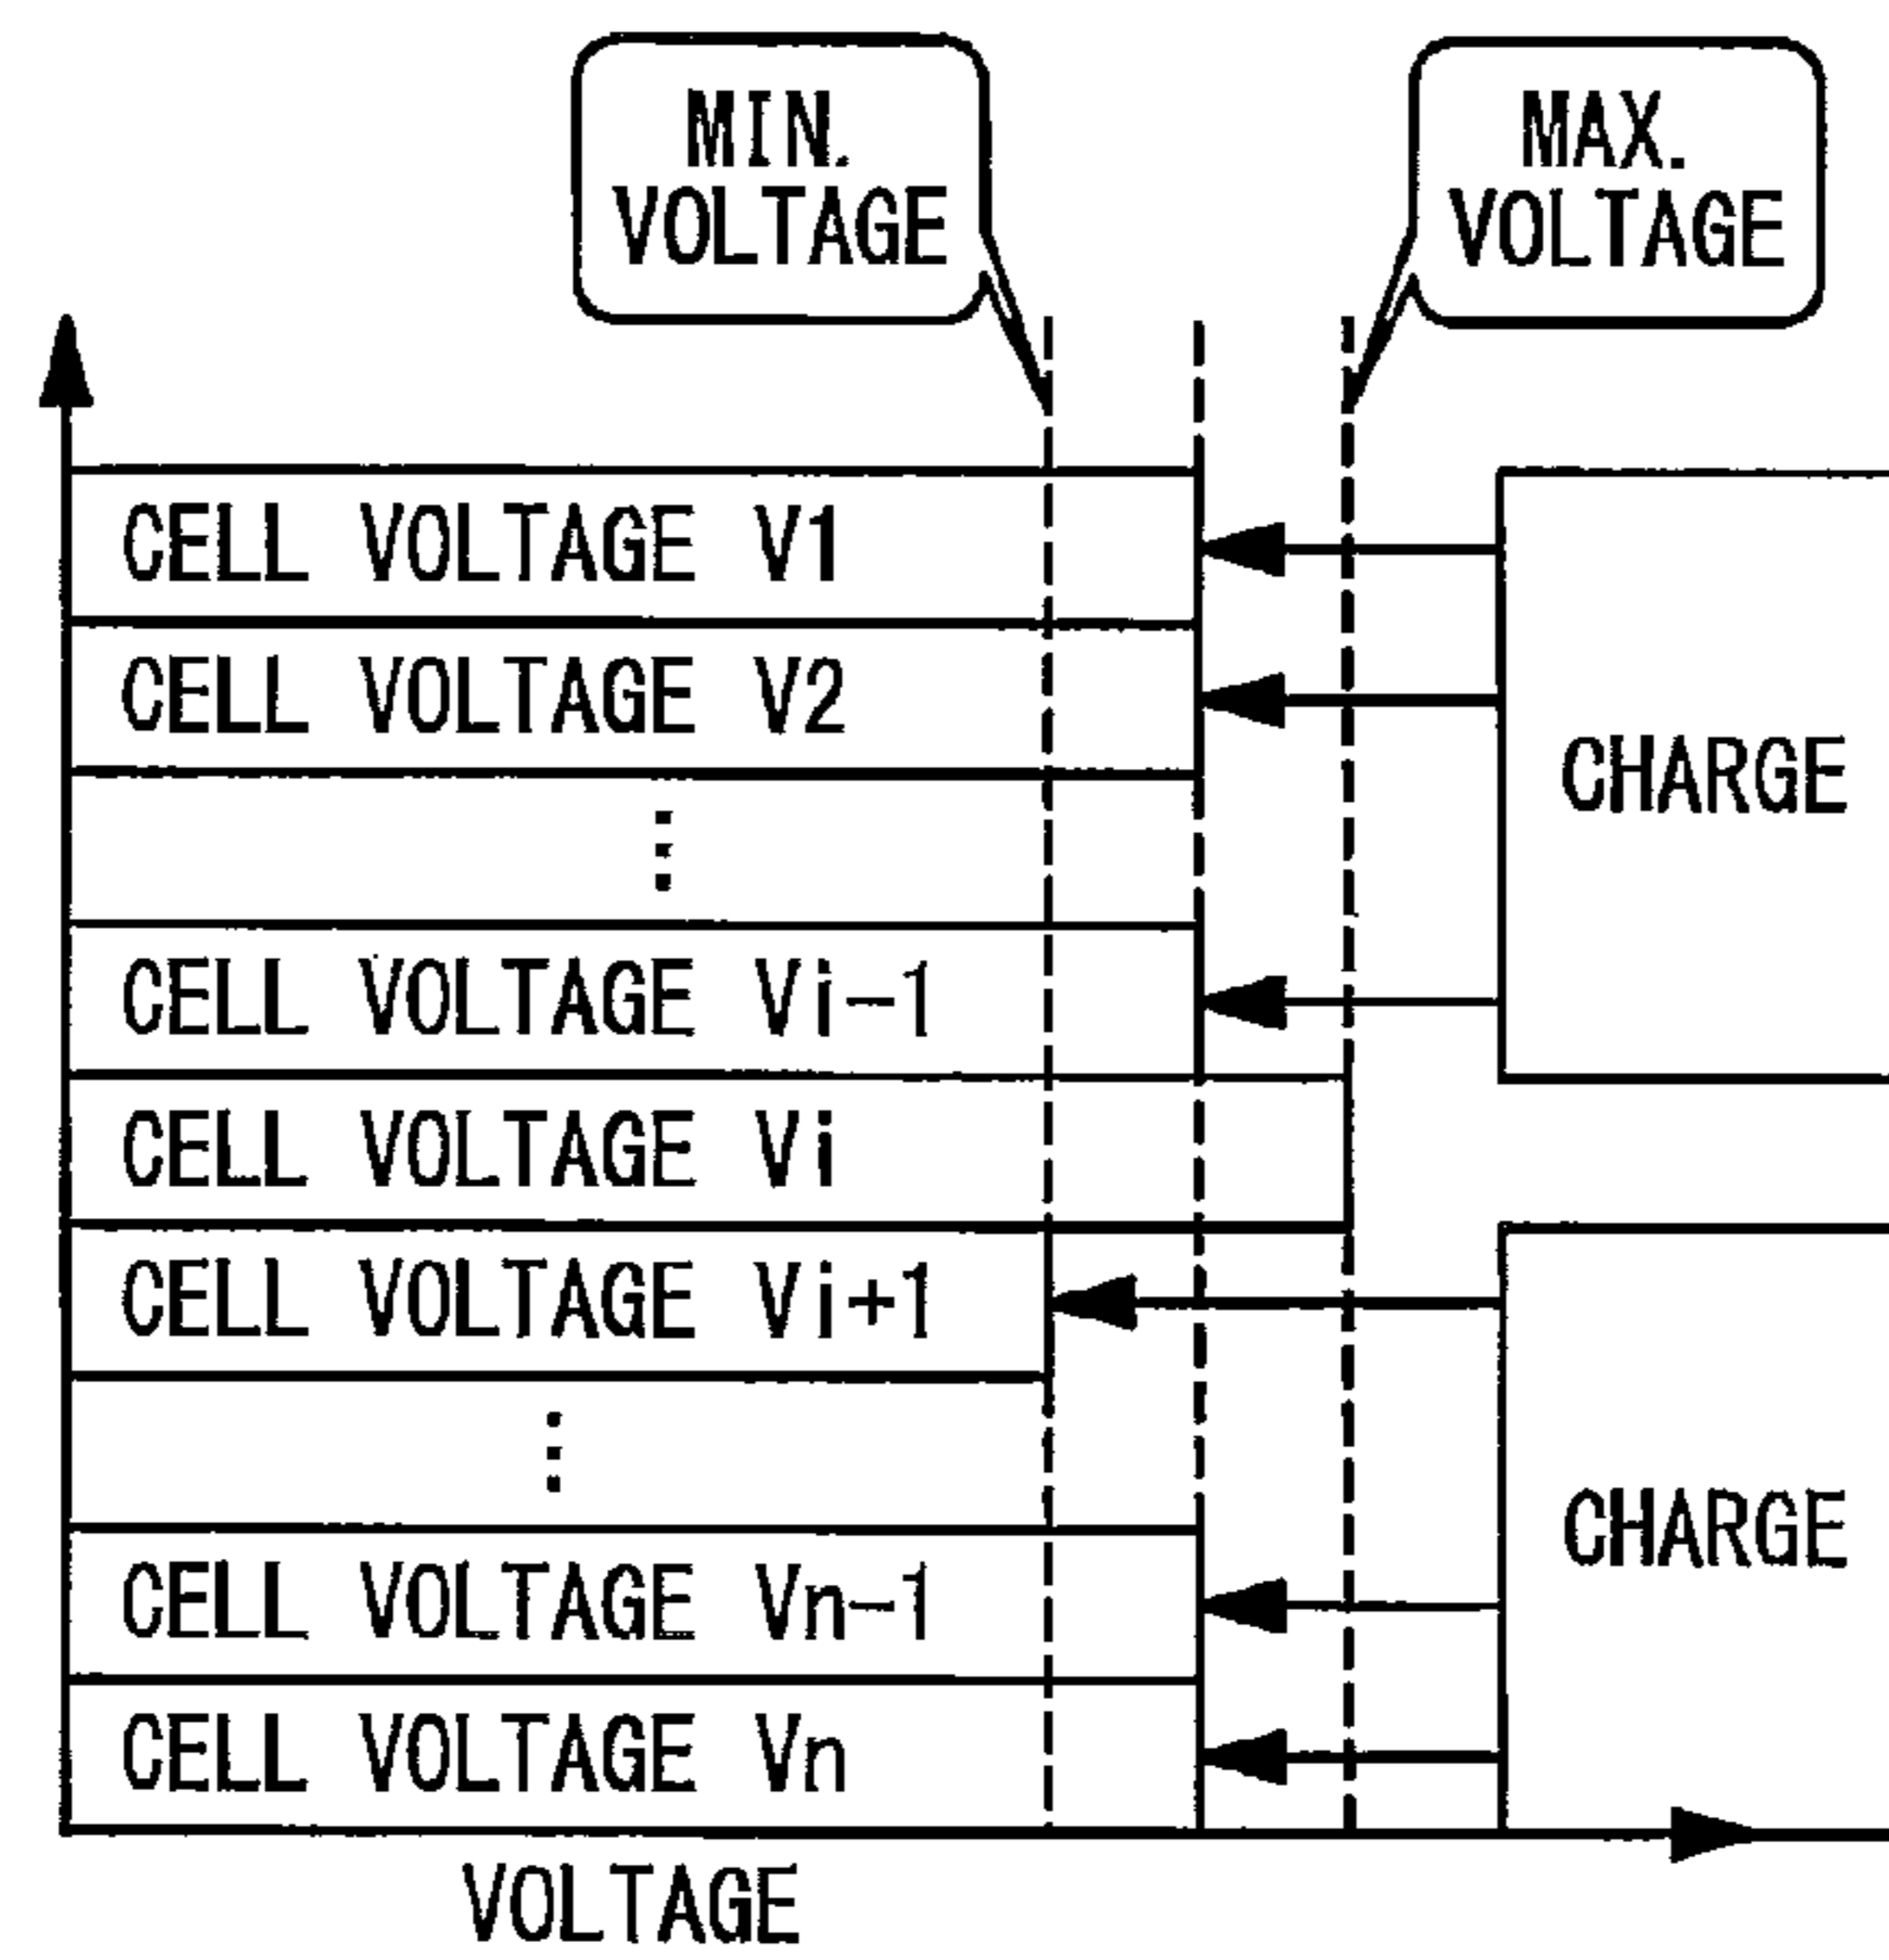 MIN.
VOLTAGE
MAX.
VOLTAGE
CELL VOLTAGE V1
CELL VOLTAGE V2
CHARGE
⋮
CELL VOLTAGE Vi-1
CELL VOLTAGE Vi
CELL VOLTAGE Vi+1
⋮
CHARGE
CELL VOLTAGE Vn-1
CELL VOLTAGE Vn
VOLTAGE